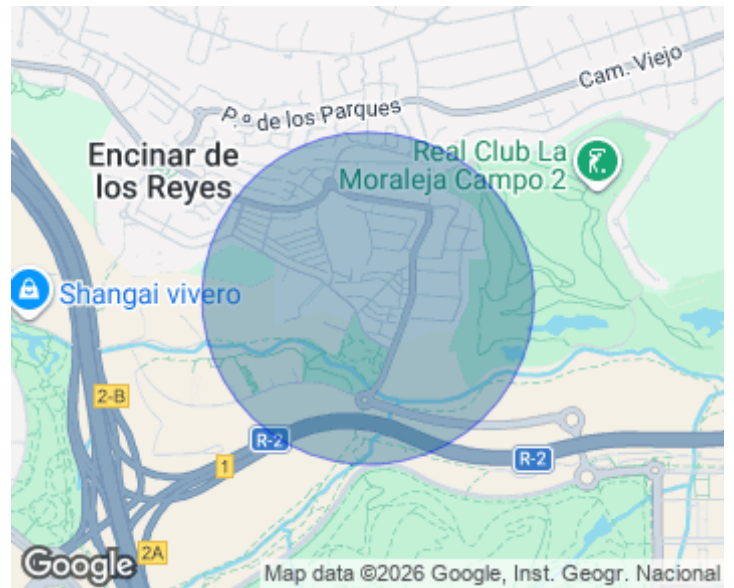 Cam. Viejo
P.º de los Parques
Encinar de
los Reyes
Real Club La
Moraleja Campo 2
Shangai vivero
2-B
R-2
1
R-2
2A
Google
Map data ©2026 Google, Inst. Geogr. Nacional